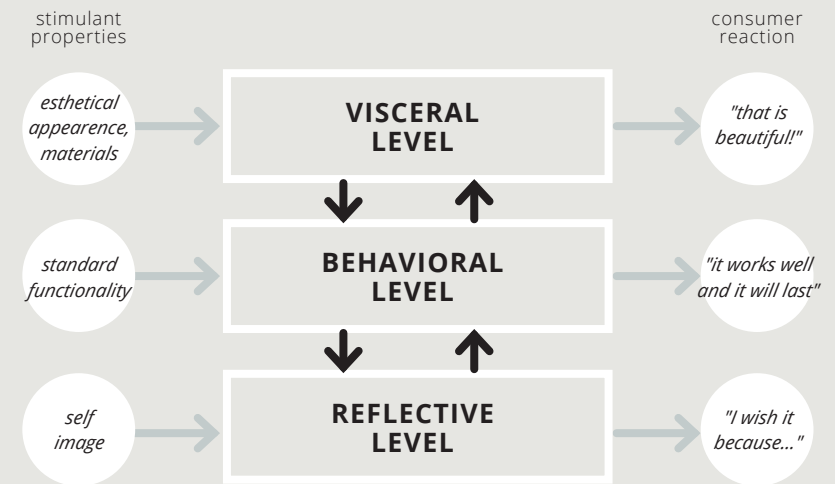 stimulant
properties
consumer
reaction
esthetical
appearence,
materials
VISCERAL
LEVEL
"that is
beautiful!"
standard
functionality
BEHAVIORAL
LEVEL
"it works well
and it will last"
self
image
REFLECTIVE
LEVEL
"I wish it
because..."